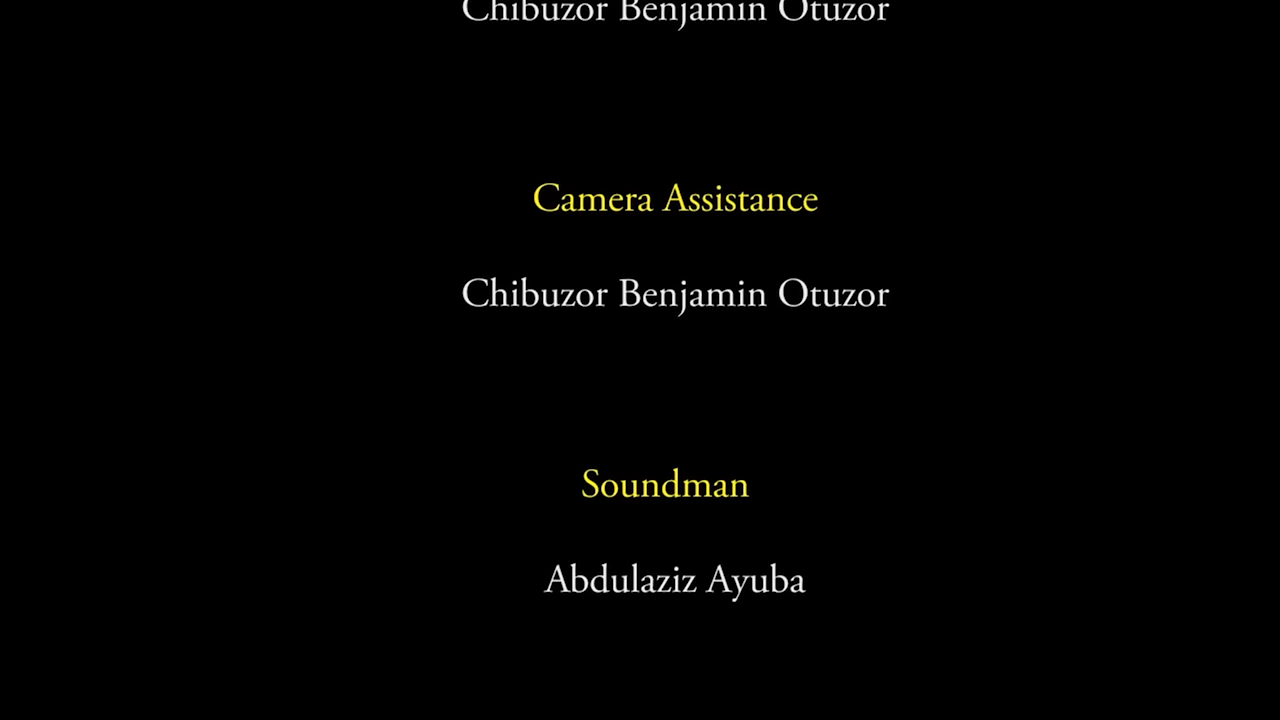 Chibuzor Benjamin Otuzor
Camera Assistance
Chibuzor Benjamin Otuzor
Soundman
Abdulaziz Ayuba